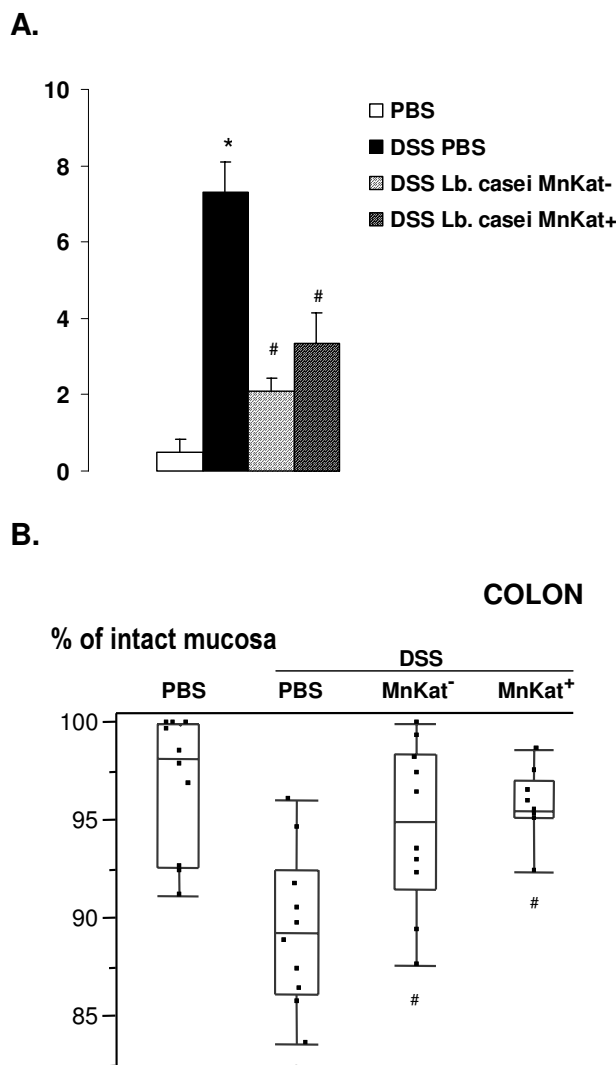 A.
10
8
6
4
2
0
*
#
#
PBS
DSS PBS
DSS Lb. casei MnKat-
DSS Lb. casei MnKat+
B.
COLON
% of intact mucosa
DSS
PBS PBS MnKat⁻ MnKat⁺
100
95
90
85
#
#